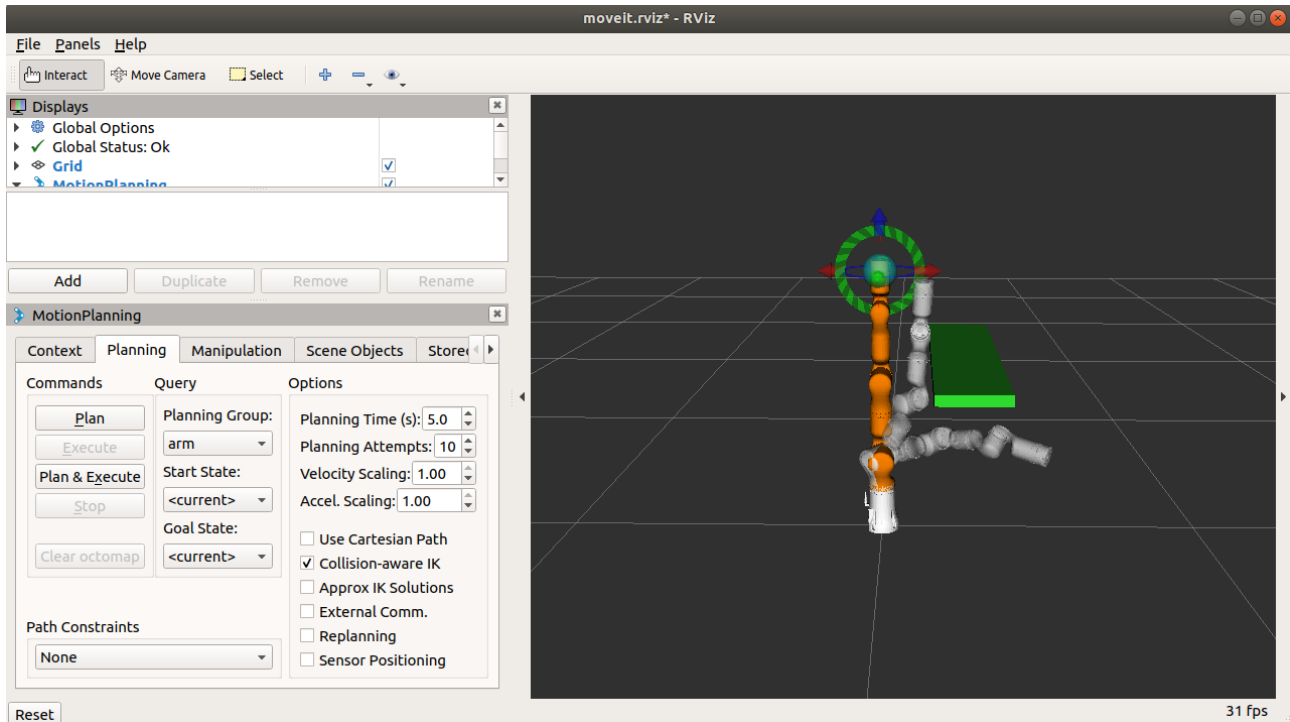 moveit.rviz* - RViz
File Panels Help
Interact Move Camera Select
Displays
Global Options
Global Status: Ok
Grid
MotionPlanning
Add Duplicate Remove Rename
MotionPlanning
Context Planning Manipulation Scene Objects Stored
Commands Query Options
Plan Planning Group: Planning Time (s): 5.0
Execute arm Planning Attempts: 10
Plan & Execute Start State: Velocity Scaling: 1.00
Stop <current> Accel. Scaling: 1.00
Goal State:
Use Cartesian Path
Clear octomap <current> Collision-aware IK
Approx IK Solutions
External Comm.
Path Constraints Replanning
None Sensor Positioning
Reset 31 fps